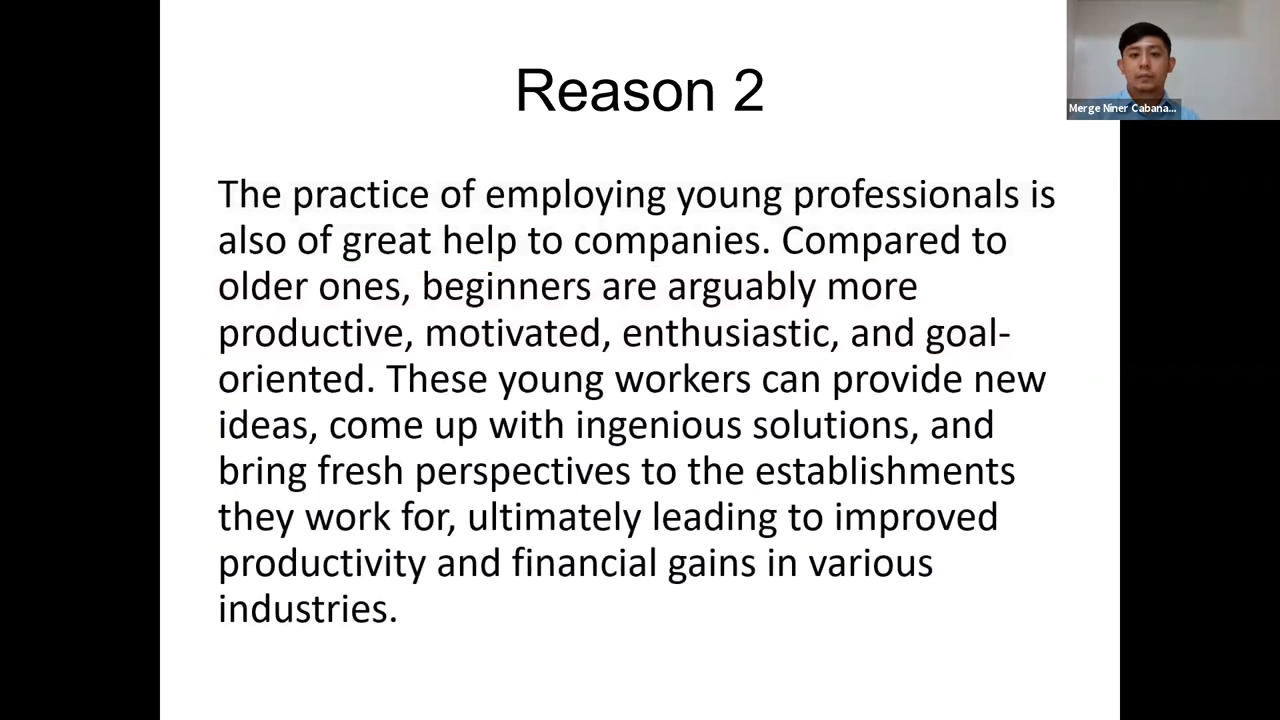 Reason 2
Merge Niner Cabana...
The practice of employing young professionals is
also of great help to companies. Compared to
older ones, beginners are arguably more
productive, motivated, enthusiastic, and goal-
oriented. These young workers can provide new
ideas, come up with ingenious solutions, and
bring fresh perspectives to the establishments
they work for, ultimately leading to improved
productivity and financial gains in various
industries.